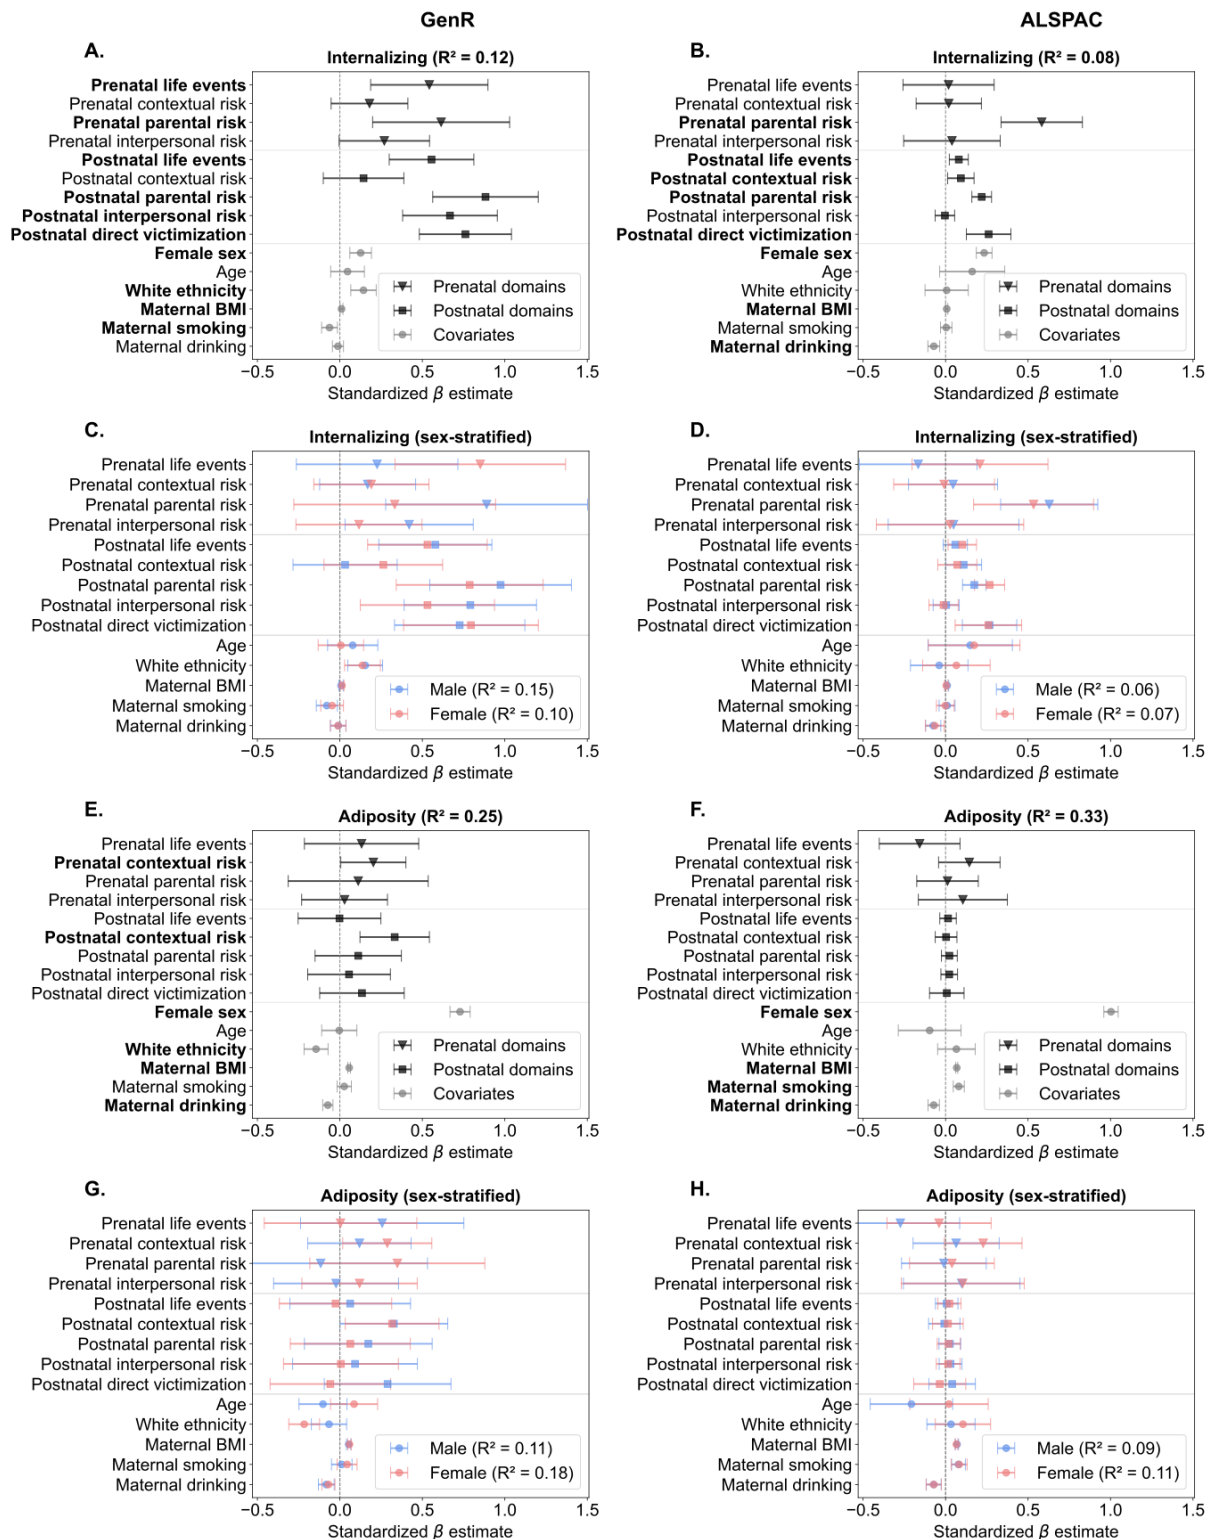 GenR
ALSPAC
A.
Internalizing (R² = 0.12)
Prenatal life events
Prenatal contextual risk
Prenatal parental risk
Prenatal interpersonal risk
Postnatal life events
Postnatal contextual risk
Postnatal parental risk
Postnatal interpersonal risk
Postnatal direct victimization
Female sex
Age
White ethnicity
Maternal BMI
Maternal smoking
Maternal drinking
Prenatal domains
Postnatal domains
Covariates
−0.5 0.0 0.5 1.0 1.5
Standardized β estimate
B.
Internalizing (R² = 0.08)
Prenatal life events
Prenatal contextual risk
Prenatal parental risk
Prenatal interpersonal risk
Postnatal life events
Postnatal contextual risk
Postnatal parental risk
Postnatal interpersonal risk
Postnatal direct victimization
Female sex
Age
White ethnicity
Maternal BMI
Maternal smoking
Maternal drinking
Prenatal domains
Postnatal domains
Covariates
−0.5 0.0 0.5 1.0 1.5
Standardized β estimate
C.
Internalizing (sex-stratified)
Prenatal life events
Prenatal contextual risk
Prenatal parental risk
Prenatal interpersonal risk
Postnatal life events
Postnatal contextual risk
Postnatal parental risk
Postnatal interpersonal risk
Postnatal direct victimization
Age
White ethnicity
Maternal BMI
Maternal smoking
Maternal drinking
Male (R² = 0.15)
Female (R² = 0.10)
−0.5 0.0 0.5 1.0 1.5
Standardized β estimate
D.
Internalizing (sex-stratified)
Prenatal life events
Prenatal contextual risk
Prenatal parental risk
Prenatal interpersonal risk
Postnatal life events
Postnatal contextual risk
Postnatal parental risk
Postnatal interpersonal risk
Postnatal direct victimization
Age
White ethnicity
Maternal BMI
Maternal smoking
Maternal drinking
Male (R² = 0.06)
Female (R² = 0.07)
−0.5 0.0 0.5 1.0 1.5
Standardized β estimate
E.
Adiposity (R² = 0.25)
Prenatal life events
Prenatal contextual risk
Prenatal parental risk
Prenatal interpersonal risk
Postnatal life events
Postnatal contextual risk
Postnatal parental risk
Postnatal interpersonal risk
Postnatal direct victimization
Female sex
Age
White ethnicity
Maternal BMI
Maternal smoking
Maternal drinking
Prenatal domains
Postnatal domains
Covariates
−0.5 0.0 0.5 1.0 1.5
Standardized β estimate
F.
Adiposity (R² = 0.33)
Prenatal life events
Prenatal contextual risk
Prenatal parental risk
Prenatal interpersonal risk
Postnatal life events
Postnatal contextual risk
Postnatal parental risk
Postnatal interpersonal risk
Postnatal direct victimization
Female sex
Age
White ethnicity
Maternal BMI
Maternal smoking
Maternal drinking
Prenatal domains
Postnatal domains
Covariates
−0.5 0.0 0.5 1.0 1.5
Standardized β estimate
G.
Adiposity (sex-stratified)
Prenatal life events
Prenatal contextual risk
Prenatal parental risk
Prenatal interpersonal risk
Postnatal life events
Postnatal contextual risk
Postnatal parental risk
Postnatal interpersonal risk
Postnatal direct victimization
Age
White ethnicity
Maternal BMI
Maternal smoking
Maternal drinking
Male (R² = 0.11)
Female (R² = 0.18)
−0.5 0.0 0.5 1.0 1.5
Standardized β estimate
H.
Adiposity (sex-stratified)
Prenatal life events
Prenatal contextual risk
Prenatal parental risk
Prenatal interpersonal risk
Postnatal life events
Postnatal contextual risk
Postnatal parental risk
Postnatal interpersonal risk
Postnatal direct victimization
Age
White ethnicity
Maternal BMI
Maternal smoking
Maternal drinking
Male (R² = 0.09)
Female (R² = 0.11)
−0.5 0.0 0.5 1.0 1.5
Standardized β estimate